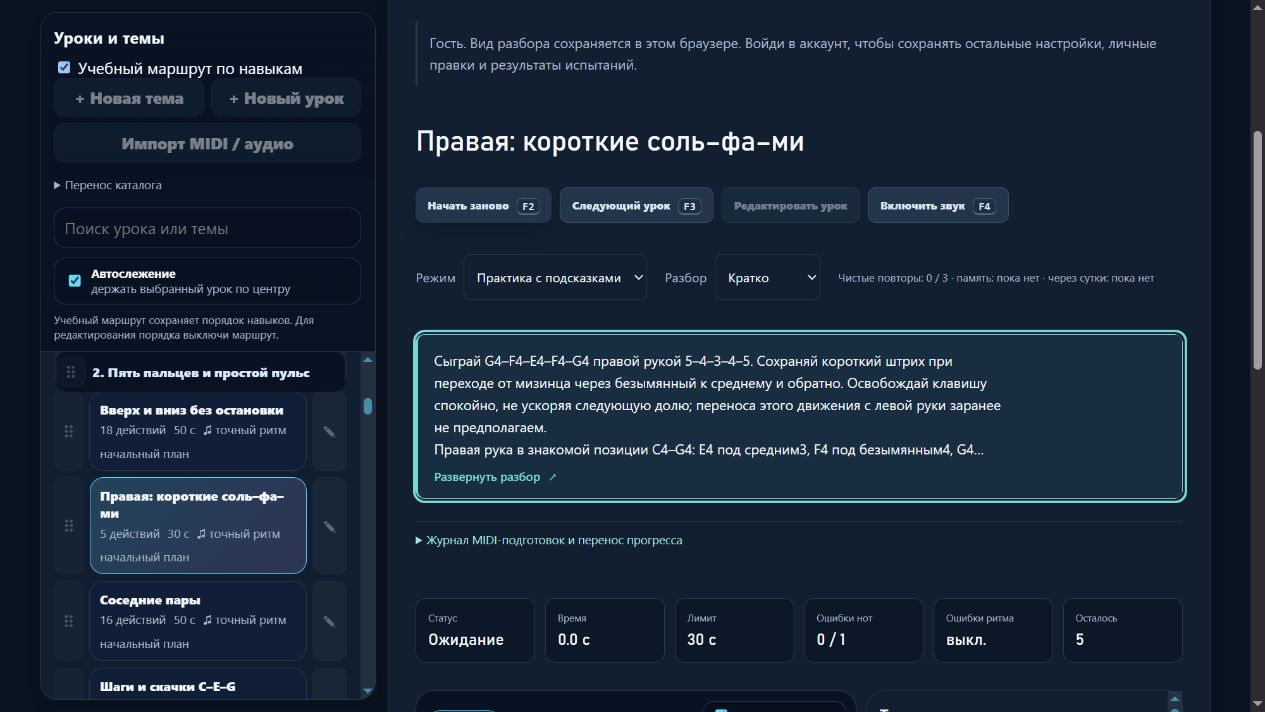 Уроки и темы
Учебный маршрут по навыкам
+ Новая тема
+ Новый урок
Импорт MIDI / аудио
▶ Перенос каталога
Поиск урока или темы
Автослежение
держать выбранный урок по центру
Учебный маршрут сохраняет порядок навыков. Для
редактирования порядка выключи маршрут.
2. Пять пальцев и простой пульс
Вверх и вниз без остановки
18 действий 50 с ♫ точный ритм
начальный план
Правая: короткие соль–фа–
ми
5 действий 30 с ♫ точный ритм
начальный план
Соседние пары
16 действий 50 с ♫ точный ритм
начальный план
Шаги и скачки C–E–G
Гость. Вид разбора сохраняется в этом браузере. Войди в аккаунт, чтобы сохранять остальные настройки, личные
правки и результаты испытаний.
Правая: короткие соль–фа–ми
Начать заново F2
Следующий урок F3
Редактировать урок
Включить звук F4
Режим
Практика с подсказками
Разбор
Кратко
Чистые повторы: 0 / 3 · память: пока нет · через сутки: пока нет
Сыграй G4–F4–E4–F4–G4 правой рукой 5–4–3–4–5. Сохраняй короткий штрих при
переходе от мизинца через безымянный к среднему и обратно. Освобождай клавишу
спокойно, не ускоряя следующую долю; переноса этого движения с левой руки заранее
не предполагаем.
Правая рука в знакомой позиции C4–G4: E4 под средним3, F4 под безымянным4, G4...
Развернуть разбор ↗
▶ Журнал MIDI-подготовок и перенос прогресса
Статус
Ожидание
Время
0.0 с
Лимит
30 с
Ошибки нот
0 / 1
Ошибки ритма
выкл.
Осталось
5